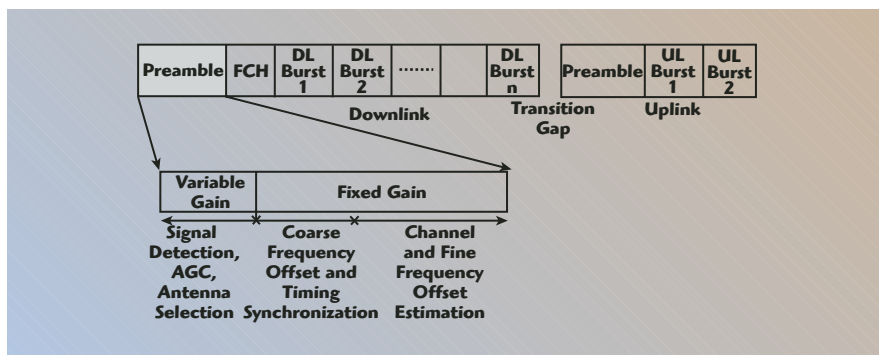 Preamble
FCH
DL
Burst
1
DL
Burst
2
........
DL
Burst
n
Preamble
UL
Burst
1
UL
Burst
2
Downlink
Transition
Gap
Uplink
Variable
Gain
Fixed Gain
Signal
Detection,
AGC,
Antenna
Selection
Coarse
Frequency
Offset and
Timing
Synchronization
Channel
and Fine
Frequency
Offset
Estimation